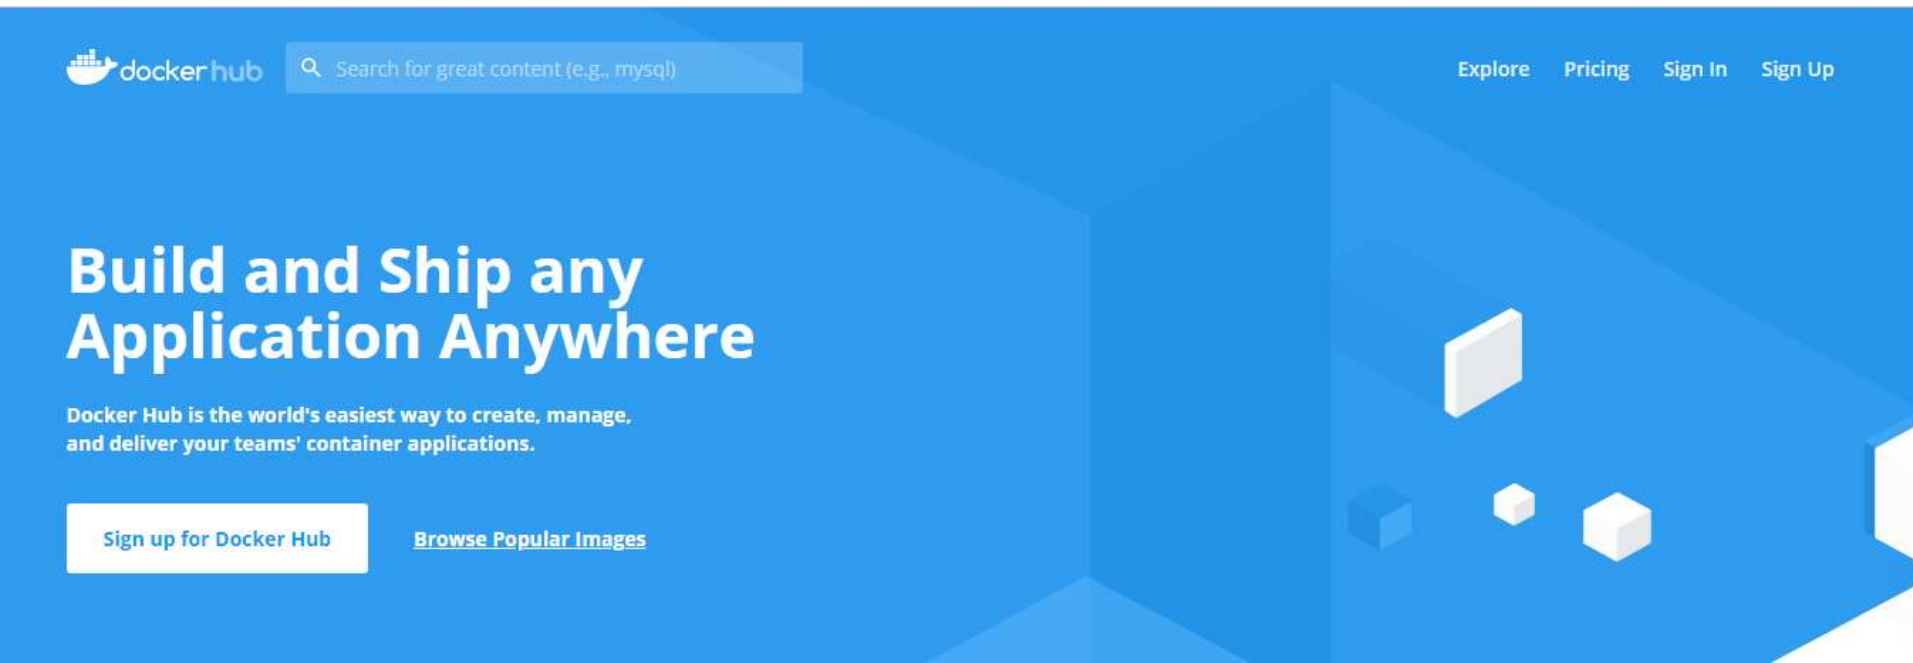 docker hub
Search for great content (e.g., mysql)
Explore
Pricing
Sign In
Sign Up
Build and Ship any
Application Anywhere
Docker Hub is the world's easiest way to create, manage,
and deliver your teams' container applications.
Sign up for Docker Hub
Browse Popular Images